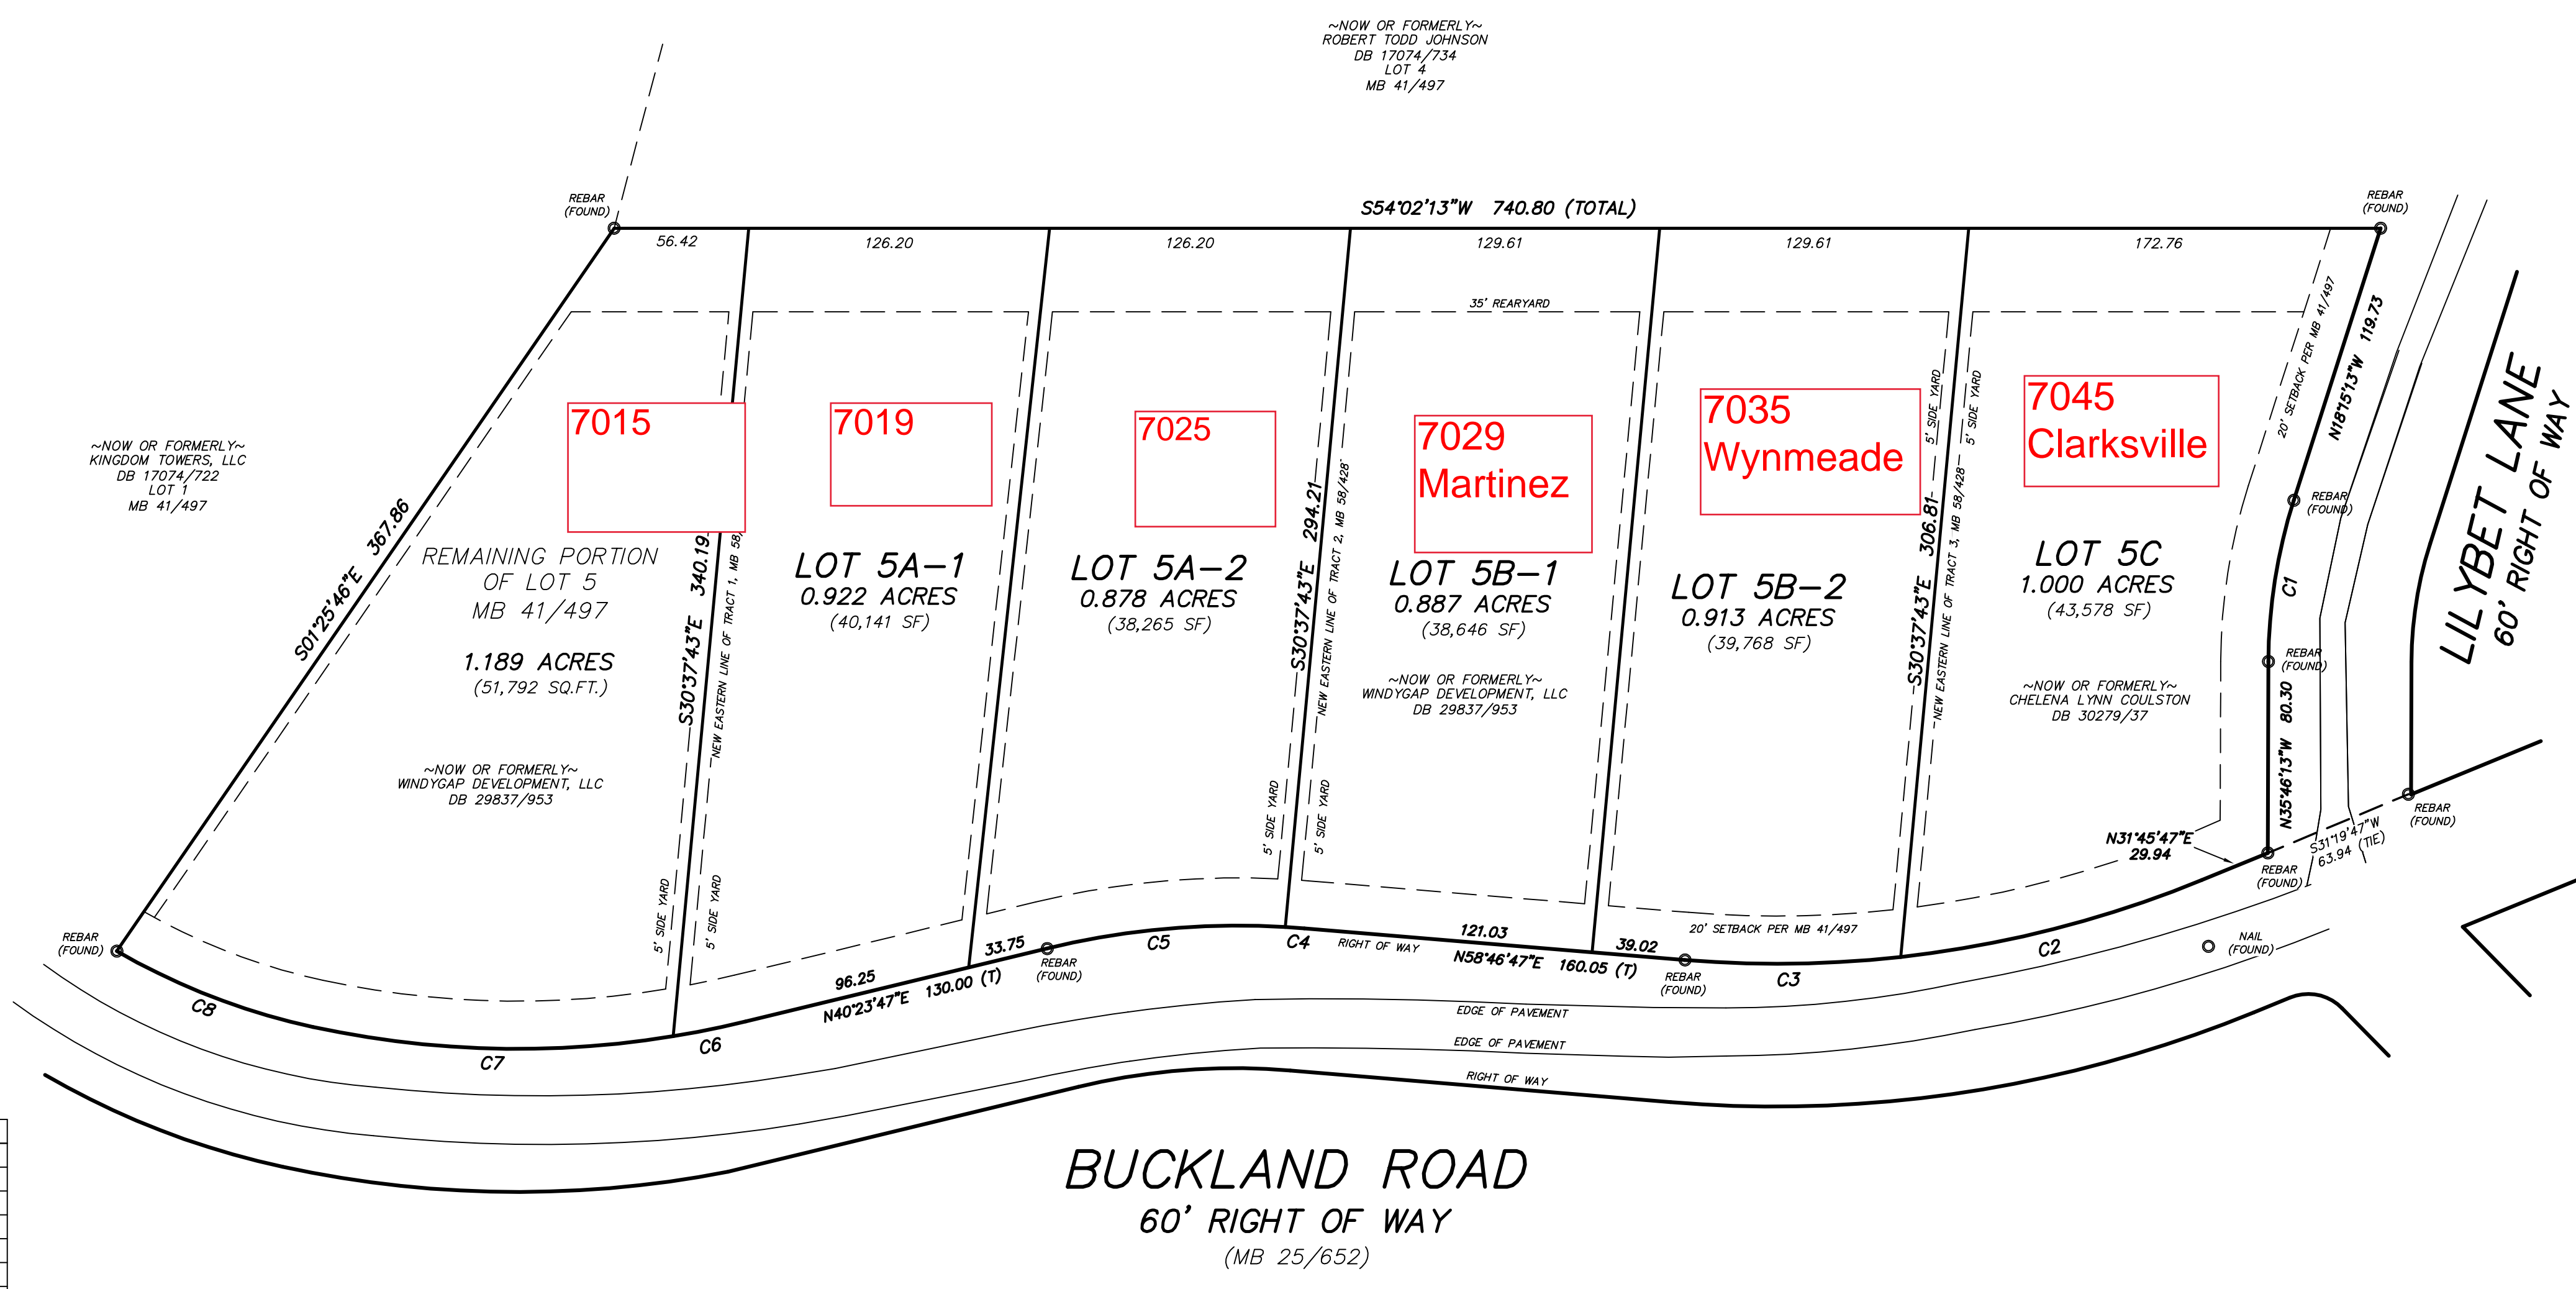 ~NOW OR FORMERLY~
ROBERT TODD JOHNSON
DB 17074/734
LOT 4
MB 41/497
REBAR
(FOUND)
S54°02'13"W 740.80 (TOTAL)
REBAR
(FOUND)
56.42
126.20
126.20
129.61
129.61
172.76
35' REARYARD
20' SETBACK PER MB 41/497
N18°15'13"W 119.73
LILYBET LANE
60' RIGHT OF WAY
7015
7019
7025
7029
Martinez
7035
Wynmeade
7045
Clarksville
~NOW OR FORMERLY~
KINGDOM TOWERS, LLC
DB 17074/722
LOT 1
MB 41/497
S01°25'46"E 367.86
REMAINING PORTION
OF LOT 5
MB 41/497
1.189 ACRES
(51,792 SQ.FT.)
~NOW OR FORMERLY~
WINDYGAP DEVELOPMENT, LLC
DB 29837/953
S30°37'43"E 340.19
NEW EASTERN LINE OF TRACT 1, MB 58/
5' SIDE YARD
5' SIDE YARD
LOT 5A-1
0.922 ACRES
(40,141 SF)
LOT 5A-2
0.878 ACRES
(38,265 SF)
S30°37'43"E 294.21
NEW EASTERN LINE OF TRACT 2, MB 58/428
5' SIDE YARD
5' SIDE YARD
LOT 5B-1
0.887 ACRES
(38,646 SF)
~NOW OR FORMERLY~
WINDYGAP DEVELOPMENT, LLC
DB 29837/953
LOT 5B-2
0.913 ACRES
(39,768 SF)
S30°37'43"E 306.81
NEW EASTERN LINE OF TRACT 3, MB 58/428
5' SIDE YARD
5' SIDE YARD
LOT 5C
1.000 ACRES
(43,578 SF)
~NOW OR FORMERLY~
CHELENA LYNN COULSTON
DB 30279/37
REBAR
(FOUND)
C1
REBAR
(FOUND)
N35°46'13"W 80.30
N31°45'47"E
29.94
S31°19'47"W
63.94 (TIE)
REBAR
(FOUND)
REBAR
(FOUND)
REBAR
(FOUND)
C8
C7
C6
96.25
33.75
N40°23'47"E 130.00 (T)
REBAR
(FOUND)
C5
C4
RIGHT OF WAY
121.03
39.02
N58°46'47"E 160.05 (T)
20' SETBACK PER MB 41/497
REBAR
(FOUND)
C3
C2
NAIL
(FOUND)
EDGE OF PAVEMENT
EDGE OF PAVEMENT
RIGHT OF WAY
BUCKLAND ROAD
60' RIGHT OF WAY
(MB 25/652)